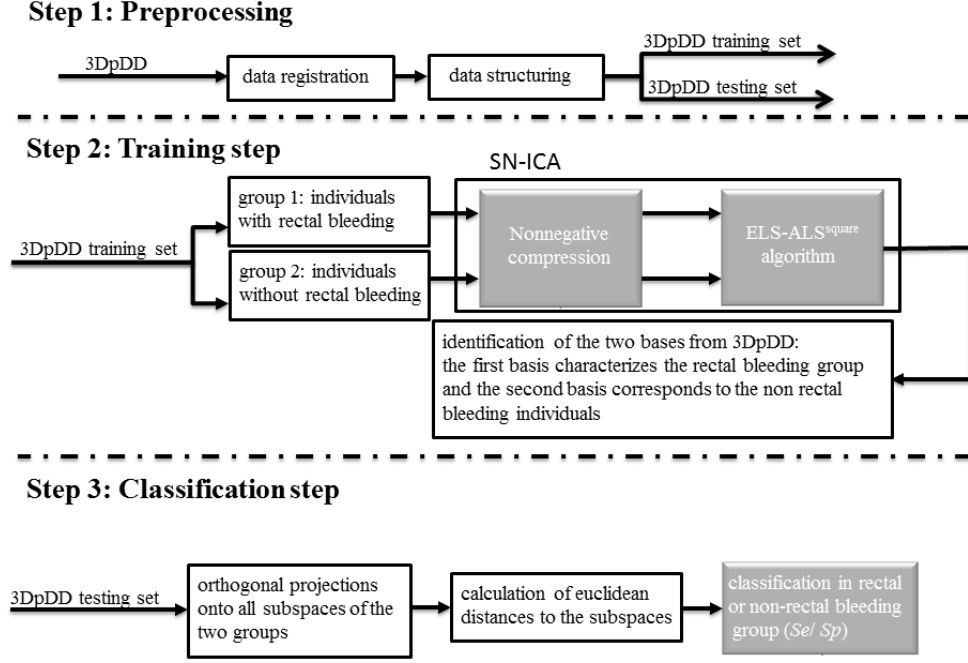 Step 1: Preprocessing
3DpDD
data registration
data structuring
3DpDD training set
3DpDD testing set
Step 2: Training step
SN-ICA
3DpDD training set
group 1: individuals
with rectal bleeding
group 2: individuals
without rectal bleeding
Nonnegative
compression
ELS-ALSsquare
algorithm
identification of the two bases from 3DpDD:
the first basis characterizes the rectal bleeding group
and the second basis corresponds to the non rectal
bleeding individuals
Step 3: Classification step
3DpDD testing set
orthogonal projections
onto all subspaces of the
two groups
calculation of euclidean
distances to the subspaces
classification in rectal
or non-rectal bleeding
group (Se/ Sp)